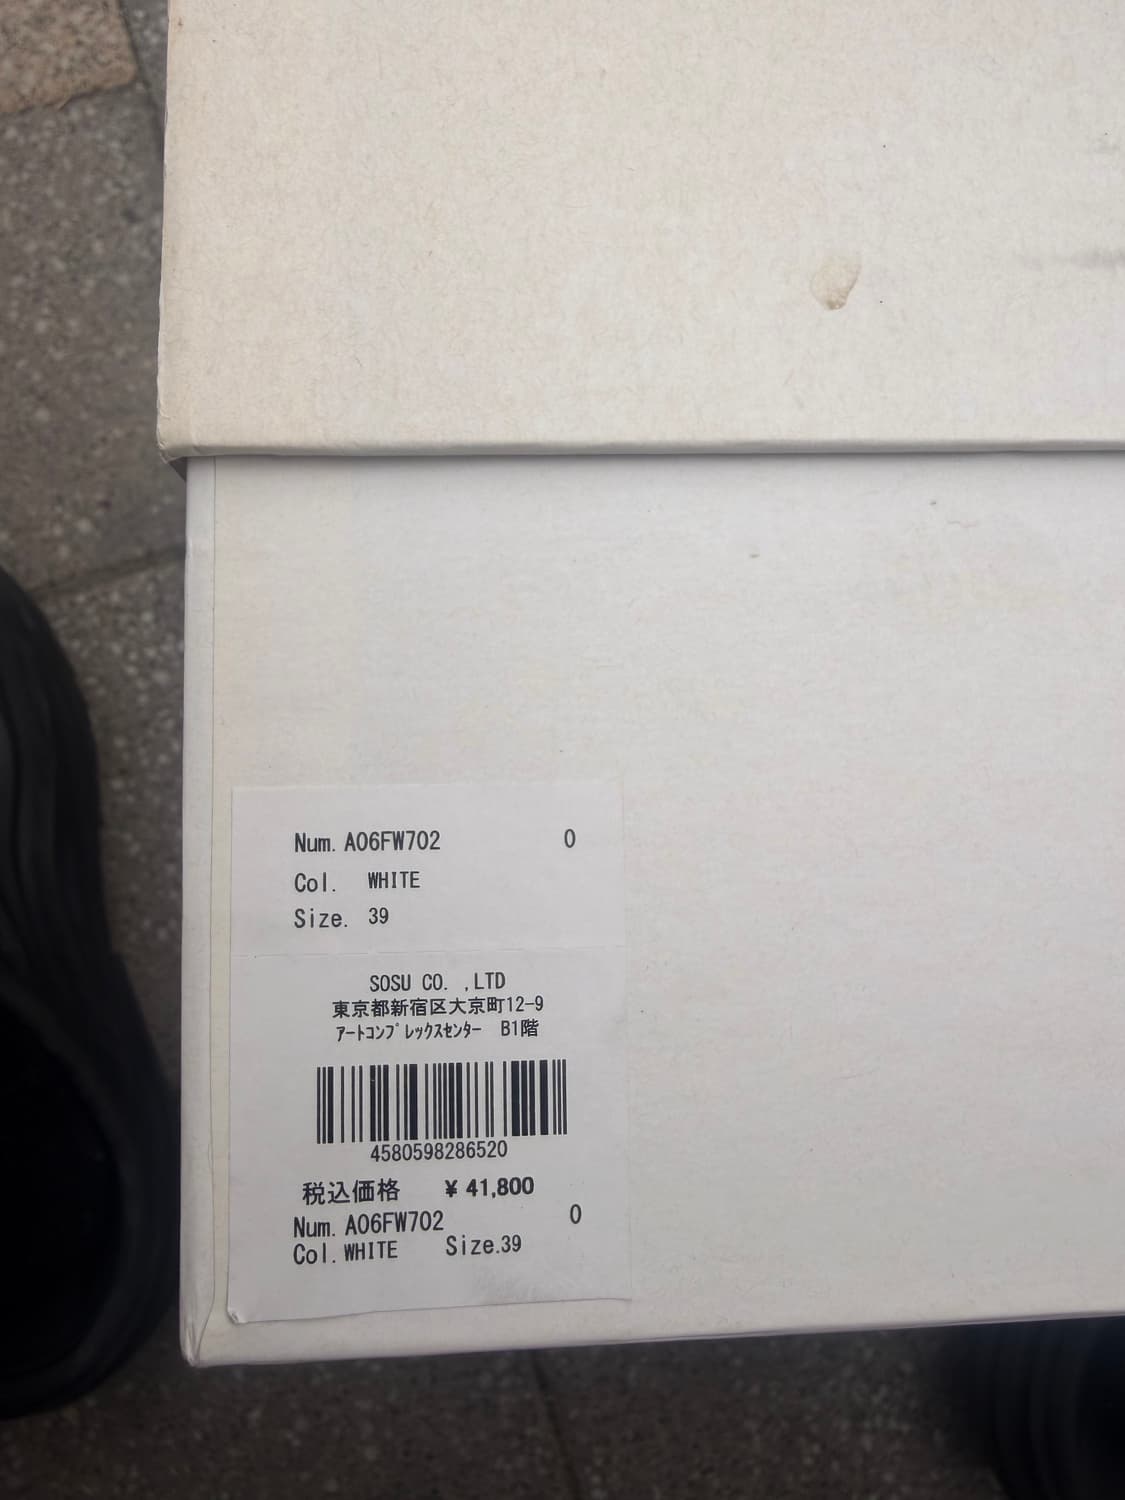 Num. A06FW702 0
Col. WHITE
Size. 39
SOSU CO. ,LTD
東京都新宿区大京町12-9
ｱｰﾄｺﾝﾌﾟﾚｯｸｽｾﾝﾀｰ B1階
4580598286520
税込価格 ¥ 41,800
Num. A06FW702 0
Col. WHITE Size.39